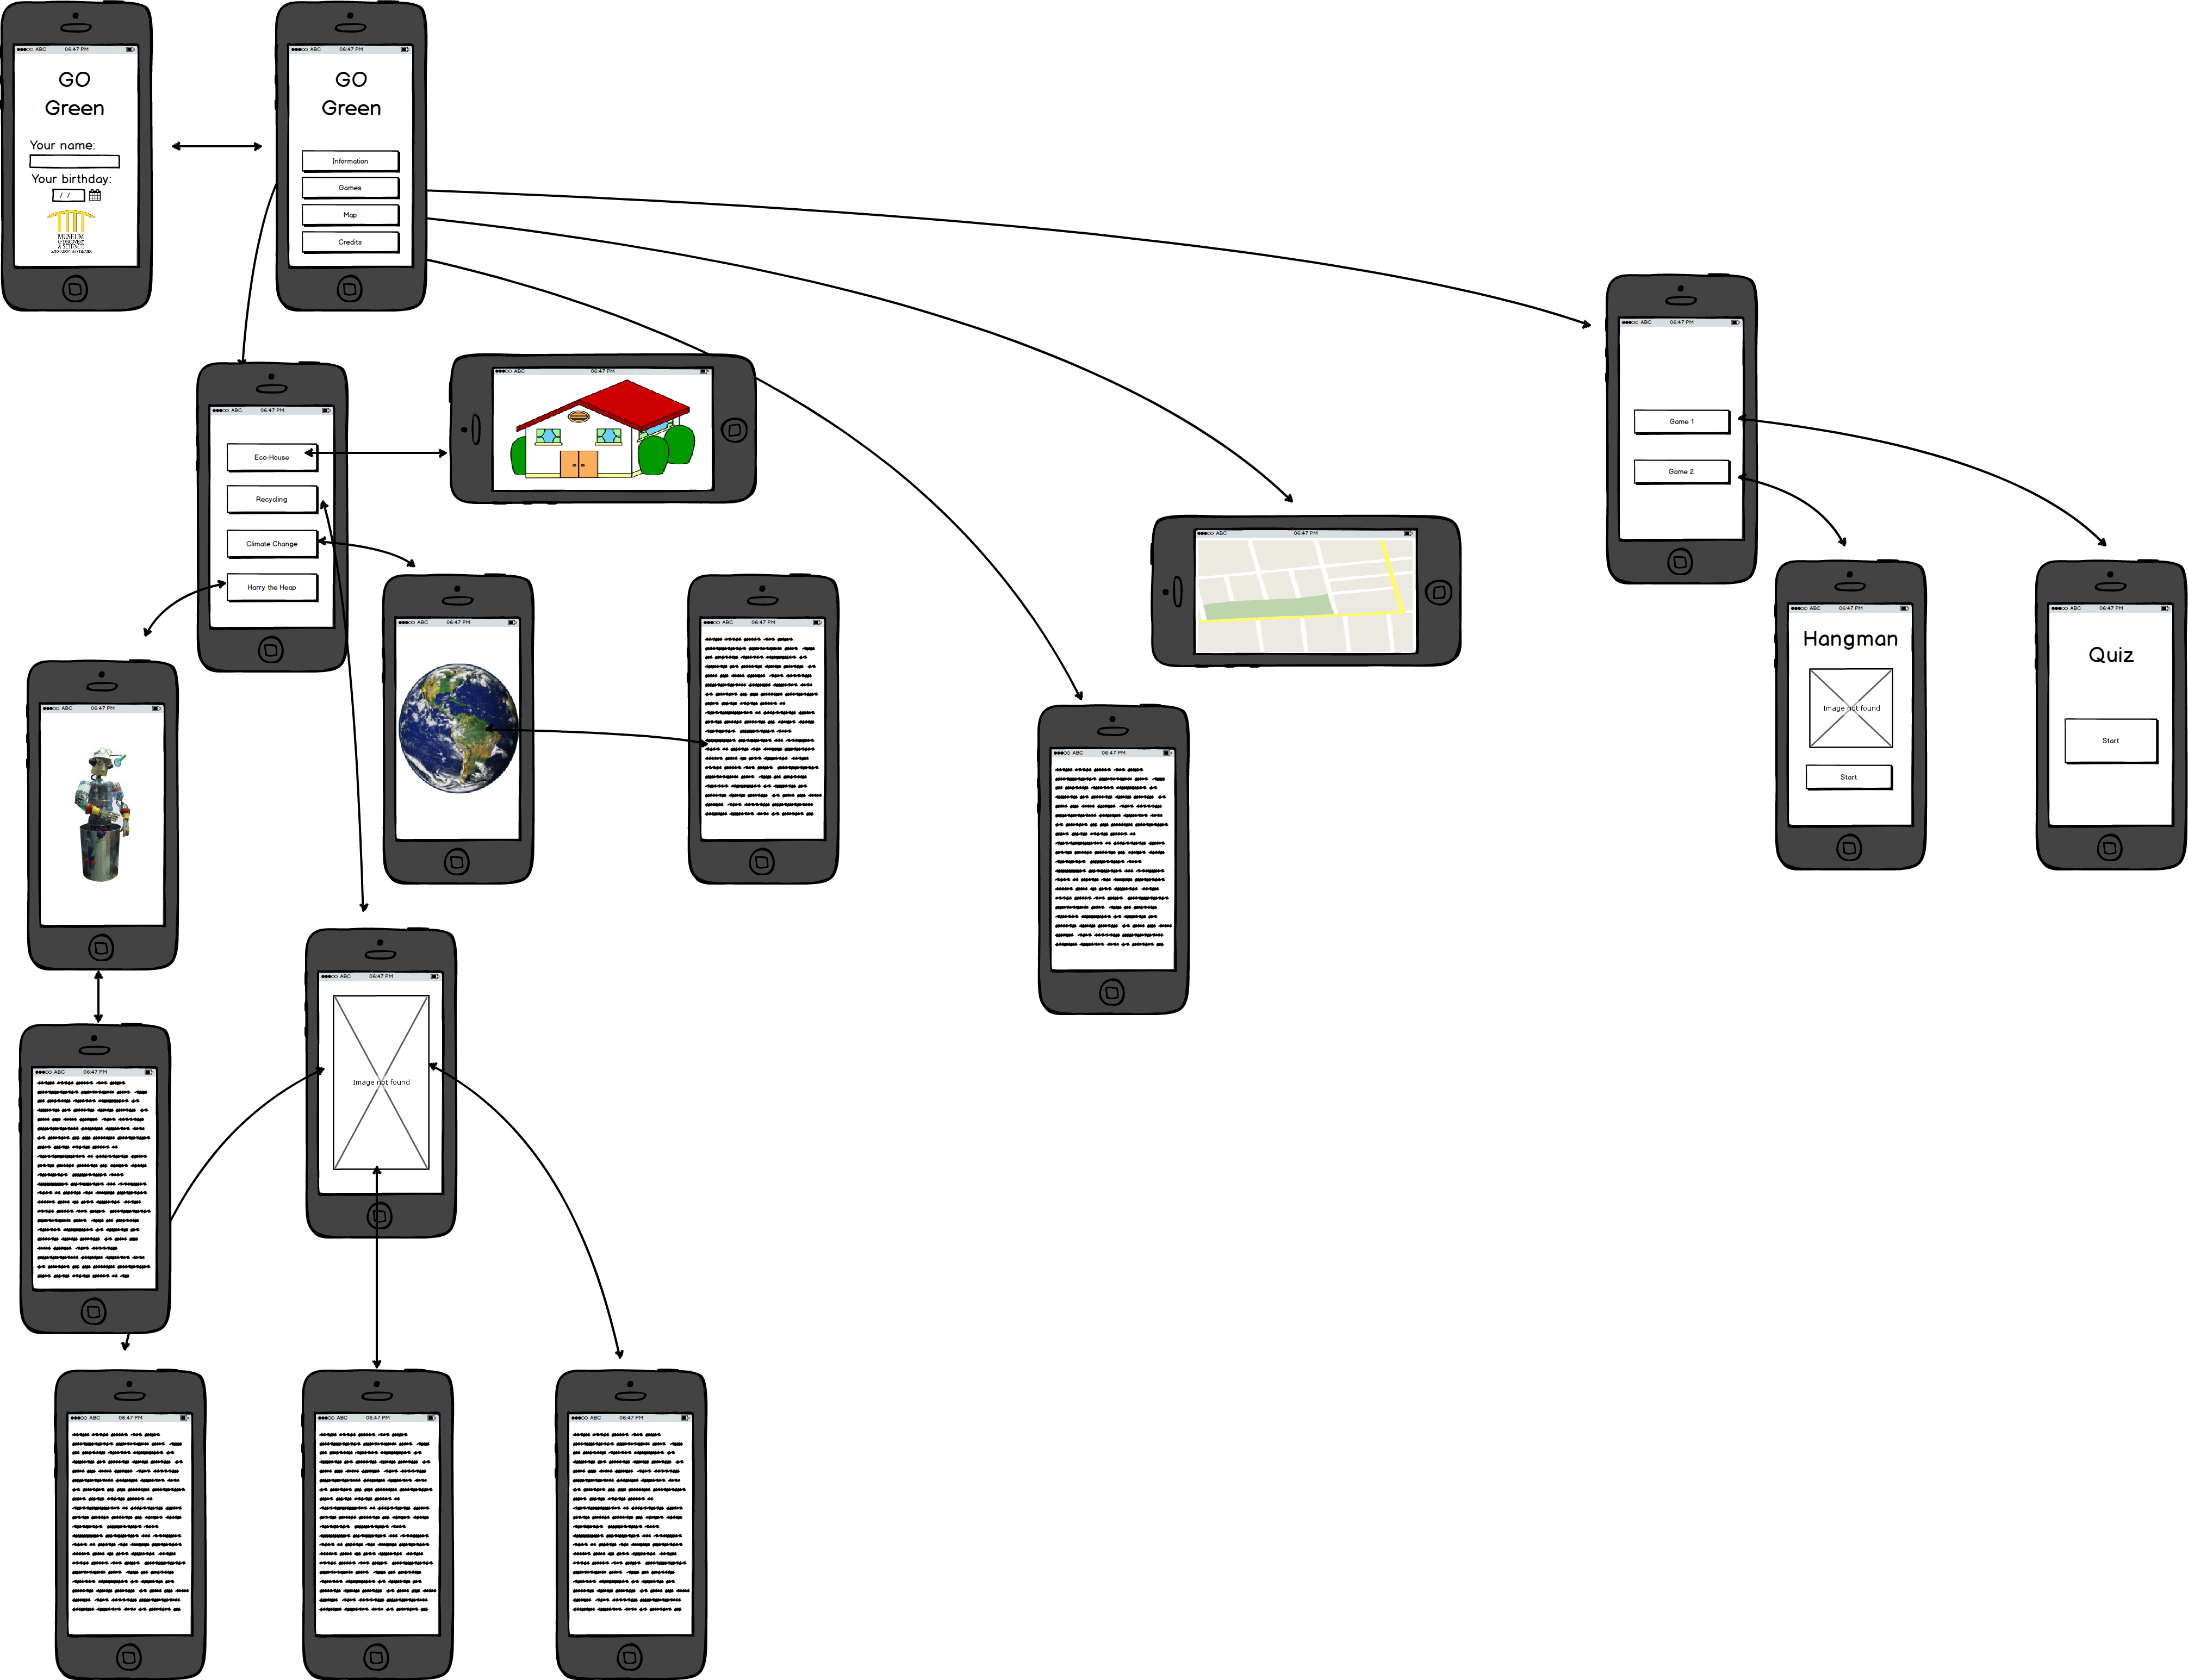 ABC 06:47 PM
GO
Green
Your name:
Your birthday:
/ /
MUSEUM
of DISCOVERY
& SCIENCE
ABC 06:47 PM
GO
Green
Information
Games
Map
Credits
ABC 06:47 PM
Game 1
Game 2
ABC 06:47 PM
Eco-House
Recycling
Climate Change
Harry the Heap
ABC 06:47 PM
ABC 06:47 PM
ABC 06:47 PM
Hangman
Image not found
Start
ABC 06:47 PM
Quiz
Start
ABC 06:47 PM
ABC 06:47 PM
ABC 06:47 PM
ABC 06:47 PM
ABC 06:47 PM
Image not found
ABC 06:47 PM
ABC 06:47 PM
ABC 06:47 PM
ABC 06:47 PM